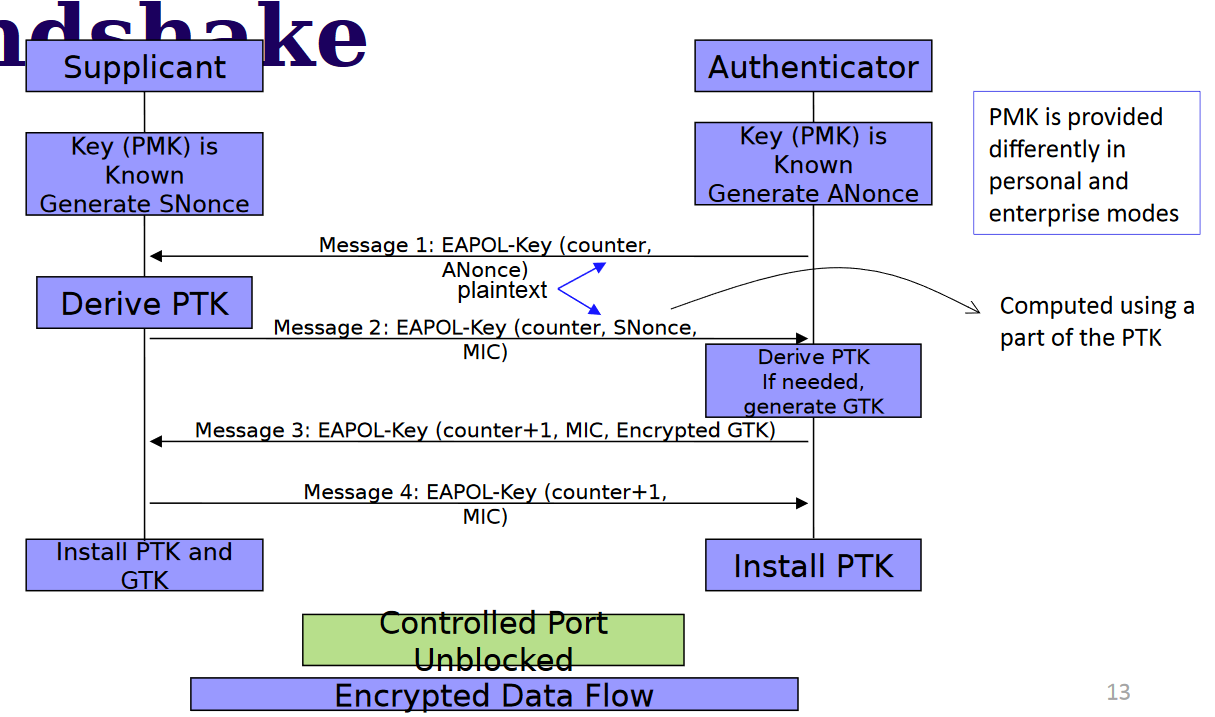 ndshake
Supplicant
Authenticator
Key (PMK) is
Known
Generate SNonce
Key (PMK) is
Known
Generate ANonce
PMK is provided
differently in
personal and
enterprise modes
Message 1: EAPOL-Key (counter,
ANonce)
plaintext
Derive PTK
Message 2: EAPOL-Key (counter, SNonce,
MIC)
Computed using a
part of the PTK
Derive PTK
If needed,
generate GTK
Message 3: EAPOL-Key (counter+1, MIC, Encrypted GTK)
Message 4: EAPOL-Key (counter+1,
MIC)
Install PTK and
GTK
Install PTK
Controlled Port
Unblocked
Encrypted Data Flow
13